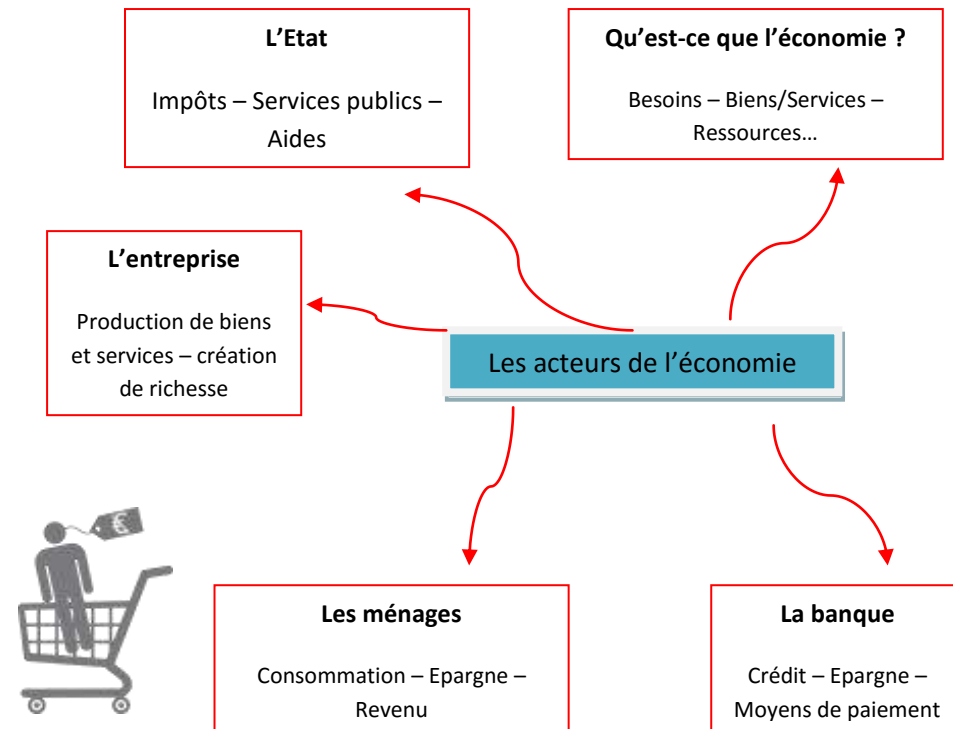 L'Etat
Impôts – Services publics –
Aides
Qu'est-ce que l'économie ?
Besoins – Biens/Services –
Ressources…
L'entreprise
Production de biens
et services – création
de richesse
Les acteurs de l'économie
€
Les ménages
Consommation – Epargne –
Revenu
La banque
Crédit – Epargne –
Moyens de paiement